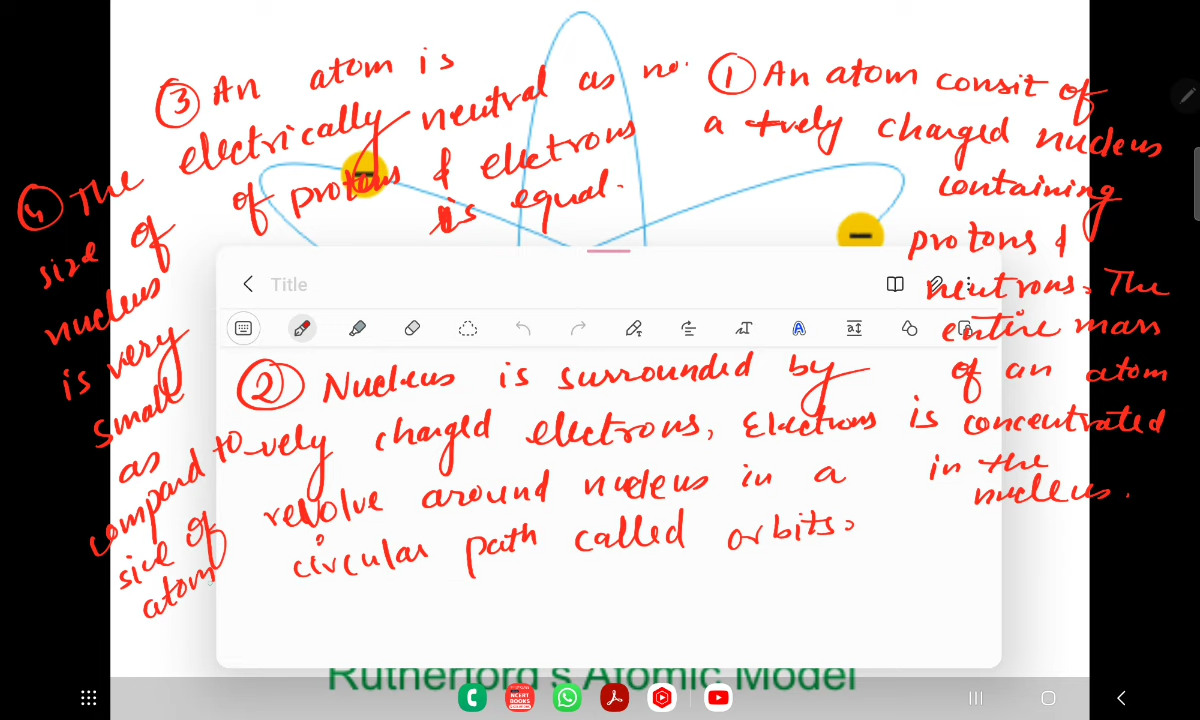 ① An atom consit of
a +vely charged nucleus
containing
protons &
neutrons. The
entire mass
of an atom
is concentrated
in the
nucleus.
② Nucleus is surrounded by
-vely charged electrons, Electrons
revolve around nucleus in a
circular path called orbits.
③ An atom is
electrically neutral as no.
of protons & electrons
is equal.
④ The
size of
nucleus
is very
small
as
compard to
size of
atom
Title
Rutherford's Atomic Model